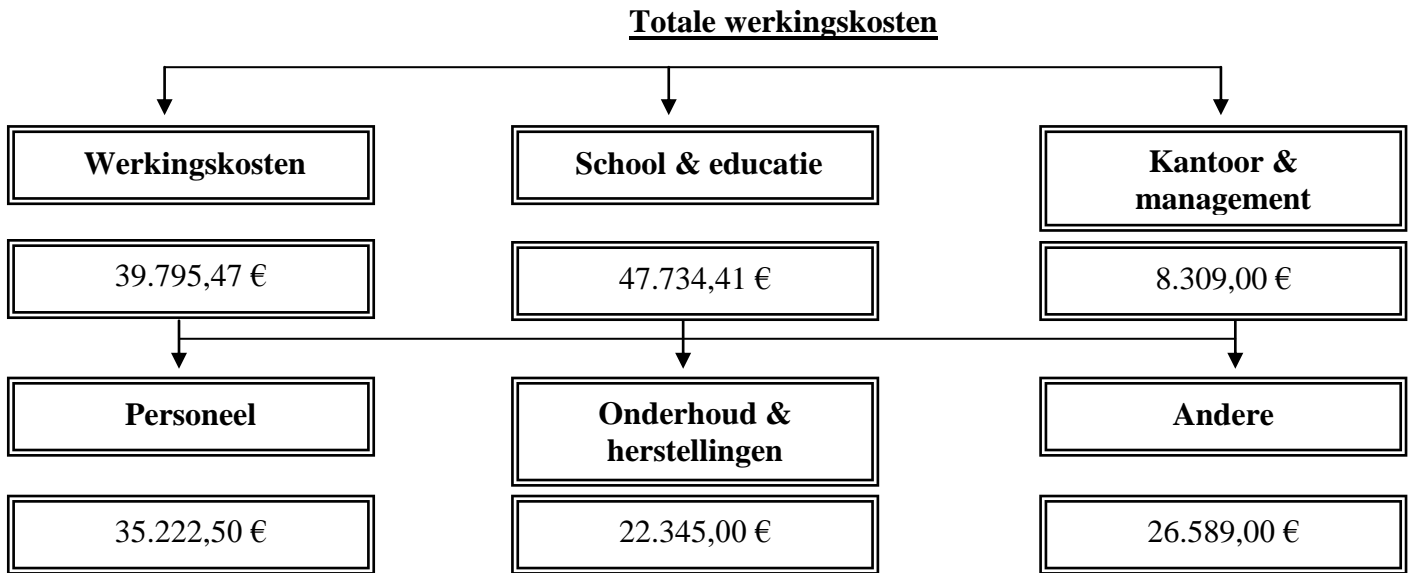 Totale werkingskosten
Werkingskosten
School & educatie
Kantoor &
management
39.795,47 €
47.734,41 €
8.309,00 €
Personeel
Onderhoud &
herstellingen
Andere
35.222,50 €
22.345,00 €
26.589,00 €